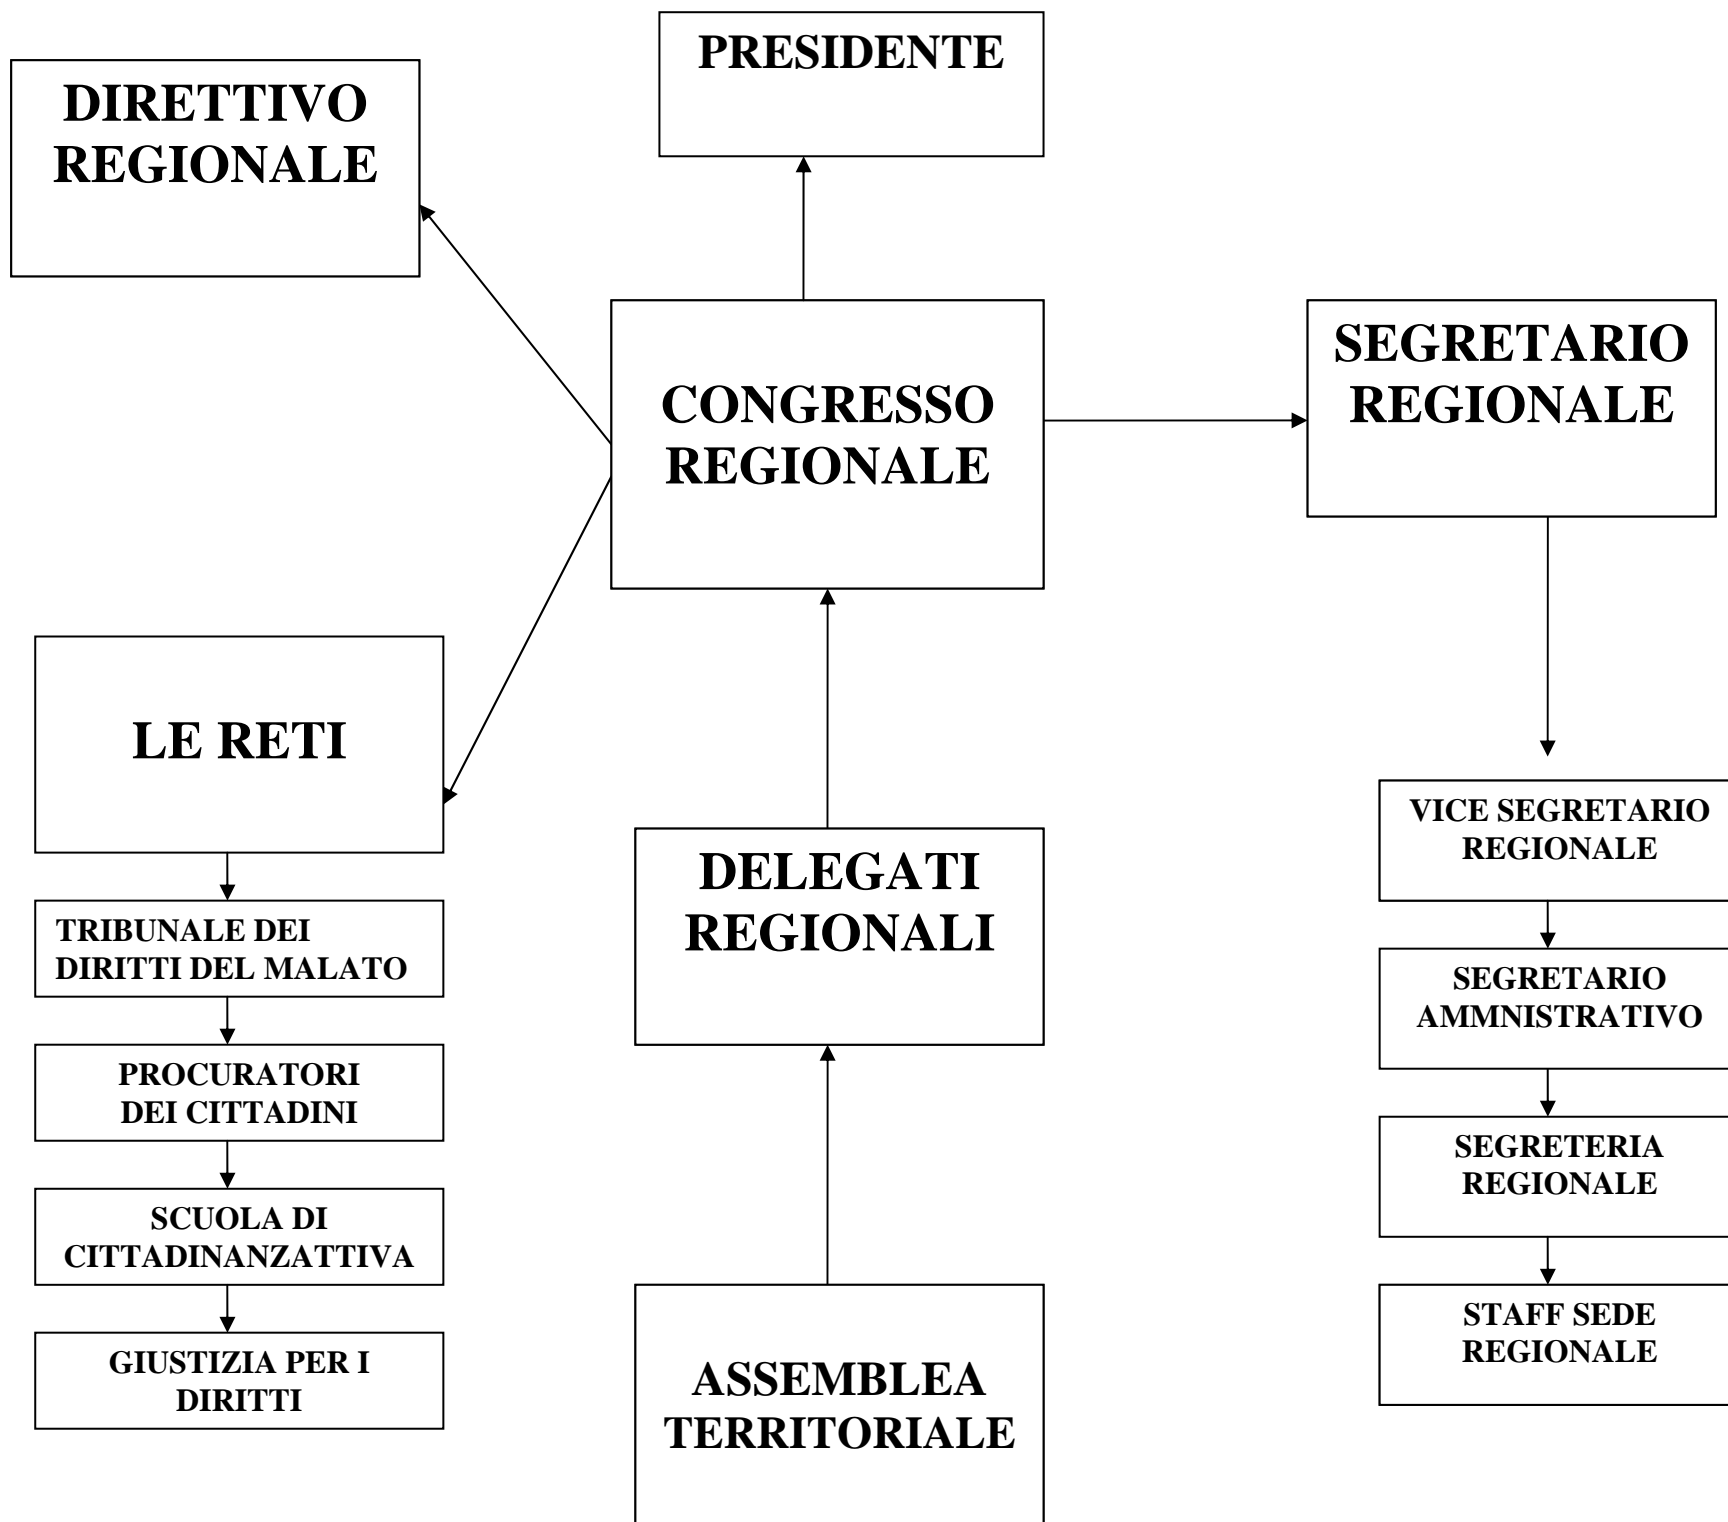 PRESIDENTE
DIRETTIVO
REGIONALE
CONGRESSO
REGIONALE
SEGRETARIO
REGIONALE
LE RETI
TRIBUNALE DEI
DIRITTI DEL MALATO
PROCURATORI
DEI CITTADINI
SCUOLA DI
CITTADINANZATTIVA
GIUSTIZIA PER I
DIRITTI
DELEGATI
REGIONALI
ASSEMBLEA
TERRITORIALE
VICE SEGRETARIO
REGIONALE
SEGRETARIO
AMMNISTRATIVO
SEGRETERIA
REGIONALE
STAFF SEDE
REGIONALE